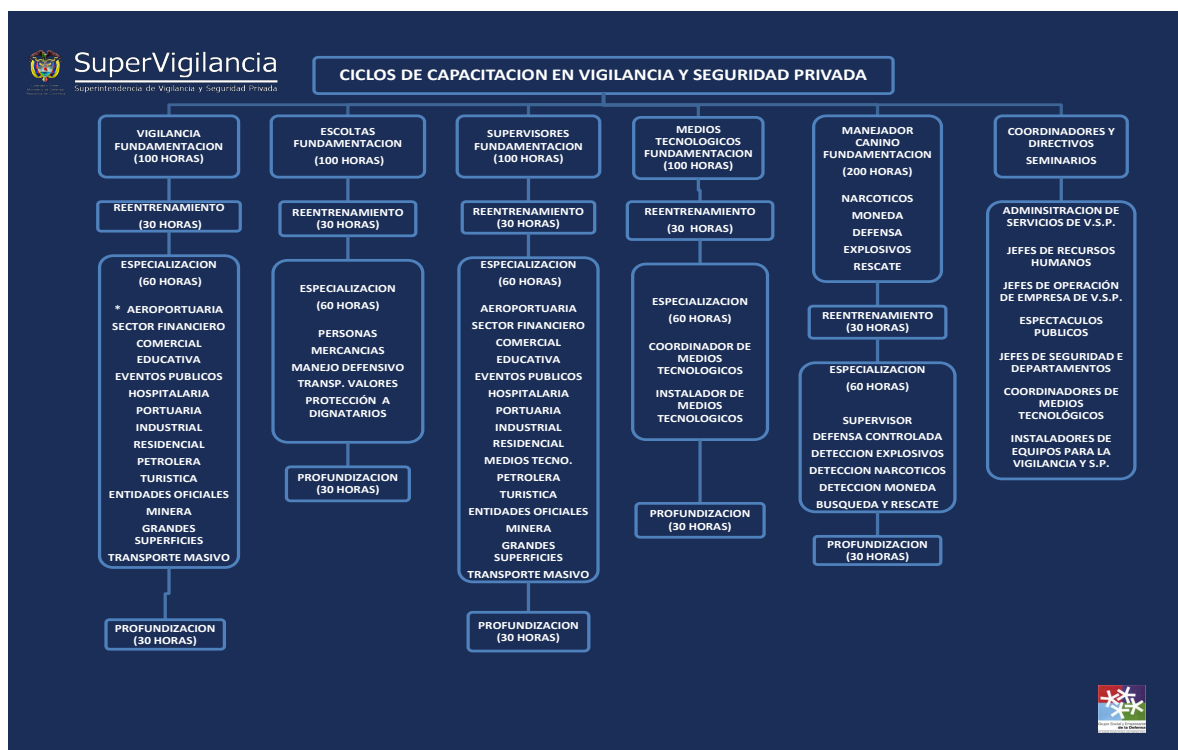 SuperVigilancia
Superintendencia de Vigilancia y Seguridad Privada
CICLOS DE CAPACITACION EN VIGILANCIA Y SEGURIDAD PRIVADA
VIGILANCIA
FUNDAMENTACION
(100 HORAS)
REENTRENAMIENTO
(30 HORAS)
ESPECIALIZACION
(60 HORAS)
* AEROPORTUARIA
SECTOR FINANCIERO
COMERCIAL
EDUCATIVA
EVENTOS PUBLICOS
HOSPITALARIA
PORTUARIA
INDUSTRIAL
RESIDENCIAL
PETROLERA
TURISTICA
ENTIDADES OFICIALES
MINERA
GRANDES
SUPERFICIES
TRANSPORTE MASIVO
PROFUNDIZACION
(30 HORAS)
ESCOLTAS
FUNDAMENTACION
(100 HORAS)
REENTRENAMIENTO
(30 HORAS)
ESPECIALIZACION
(60 HORAS)
PERSONAS
MERCANCIAS
MANEJO DEFENSIVO
TRANSP. VALORES
PROTECCIÓN A
DIGNATARIOS
PROFUNDIZACION
(30 HORAS)
SUPERVISORES
FUNDAMENTACION
(100 HORAS)
REENTRENAMIENTO
(30 HORAS)
ESPECIALIZACION
(60 HORAS)
AEROPORTUARIA
SECTOR FINANCIERO
COMERCIAL
EDUCATIVA
EVENTOS PUBLICOS
HOSPITALARIA
PORTUARIA
INDUSTRIAL
RESIDENCIAL
MEDIOS TECNO.
PETROLERA
TURISTICA
ENTIDADES OFICIALES
MINERA
GRANDES
SUPERFICIES
TRANSPORTE MASIVO
PROFUNDIZACION
(30 HORAS)
MEDIOS
TECNOLOGICOS
FUNDAMENTACION
(100 HORAS)
REENTRENAMIENTO
(30 HORAS)
ESPECIALIZACION
(60 HORAS)
COORDINADOR DE
MEDIOS
TECNOLOGICOS
INSTALADOR DE
MEDIOS
TECNOLOGICOS
PROFUNDIZACION
(30 HORAS)
MANEJADOR
CANINO
FUNDAMENTACION
(200 HORAS)
NARCOTICOS
MONEDA
DEFENSA
EXPLOSIVOS
RESCATE
REENTRENAMIENTO
(30 HORAS)
ESPECIALIZACION
(60 HORAS)
SUPERVISOR
DEFENSA CONTROLADA
DETECCION EXPLOSIVOS
DETECCION NARCOTICOS
DETECCION MONEDA
BUSQUEDA Y RESCATE
PROFUNDIZACION
(30 HORAS)
COORDINADORES Y
DIRECTIVOS
SEMINARIOS
ADMINSITRACION DE
SERVICIOS DE V.S.P.
JEFES DE RECURSOS
HUMANOS
JEFES DE OPERACIÓN
DE EMPRESA DE V.S.P.
ESPECTACULOS
PUBLICOS
JEFES DE SEGURIDAD E
DEPARTAMENTOS
COORDINADORES DE
MEDIOS
TECNOLÓGICOS
INSTALADORES DE
EQUIPOS PARA LA
VIGILANCIA Y S.P.
Grupo Social y Empresarial
de la Defensa